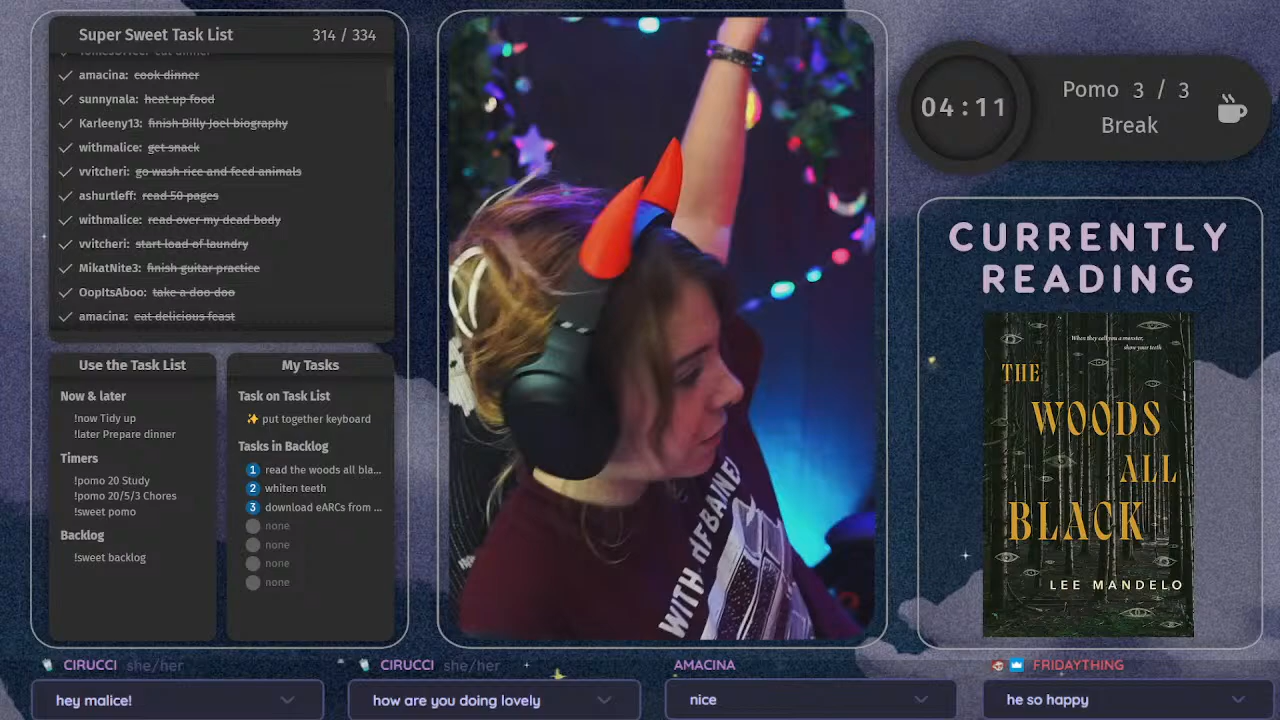 Super Sweet Task List 314 / 334
amacina: cook dinner
sunnynala: heat up food
Karleeny13: finish Billy Joel biography
withmalice: get snack
vvitcheri: go wash rice and feed animals
ashurtleff: read 50 pages
withmalice: read over my dead body
vvitcheri: start load of laundry
MikatNite3: finish guitar practice
OopItsAboo: take a doo doo
amacina: eat delicious feast
Use the Task List
Now & later
!now Tidy up
!later Prepare dinner
Timers
!pomo 20 Study
!pomo 20/5/3 Chores
!sweet pomo
Backlog
!sweet backlog
My Tasks
Task on Task List
✨ put together keyboard
Tasks in Backlog
1 read the woods all bla...
2 whiten teeth
3 download eARCs from ...
none
none
none
none
WITH MEBANE
04:11
Pomo 3 / 3
Break
CURRENTLY
READING
When they call you a monster,
show your teeth
THE
WOODS
ALL
BLACK
LEE MANDELO
CIRUCCI she/her
hey malice!
CIRUCCI she/her
how are you doing lovely
AMACINA
nice
FRIDAYTHING
he so happy